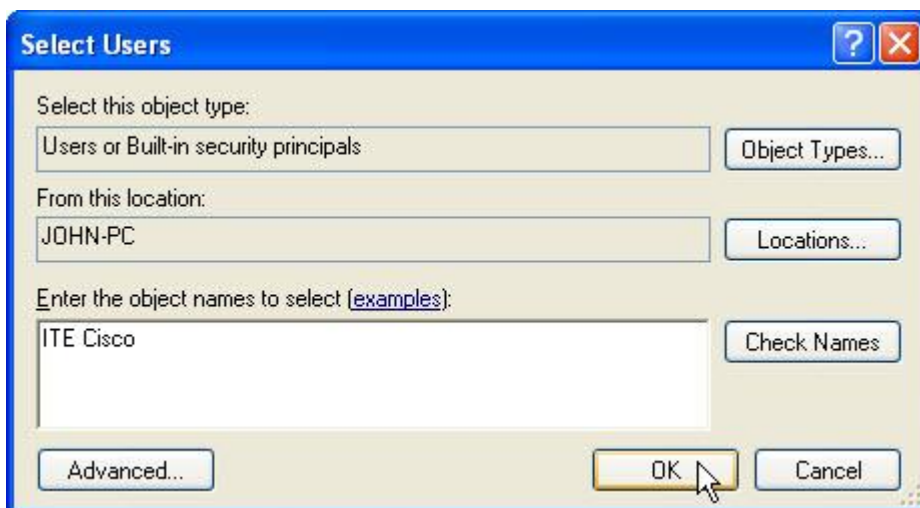 Select Users
?
Select this object type:
Users or Built-in security principals
Object Types...
From this location:
JOHN-PC
Locations...
Enter the object names to select (examples):
ITE Cisco
Check Names
Advanced...
OK
Cancel